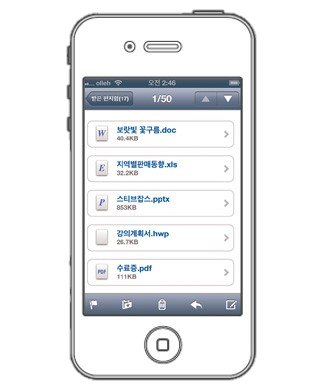 olleh 오전 2:46
받은 편지함(17) 1/50
W 보랏빛 꽃구름.doc
40.4KB
E 지역별판매동향.xls
32.2KB
P 스티브잡스.pptx
853KB
강의계획서.hwp
26.7KB
PDF 수료증.pdf
111KB